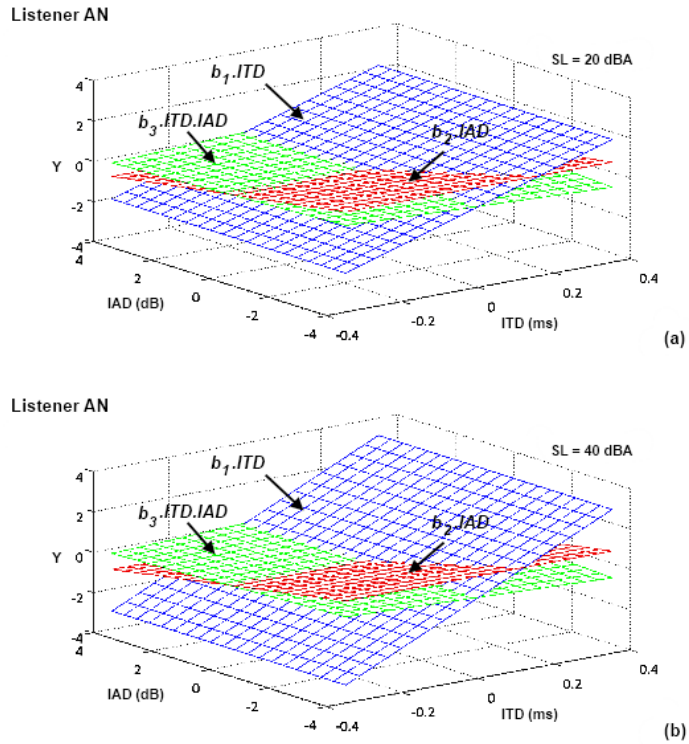 Listener AN
SL = 20 dBA
b1.ITD
b3.ITD.IAD
b2.IAD
Y
4
2
0
-2
-4
4
2
0
-2
-4
IAD (dB)
-0.4
-0.2
0
0.2
0.4
ITD (ms)
(a)
Listener AN
SL = 40 dBA
b1.ITD
b3.ITD.IAD
b2.IAD
Y
4
2
0
-2
-4
4
2
0
-2
-4
IAD (dB)
-0.4
-0.2
0
0.2
0.4
ITD (ms)
(b)